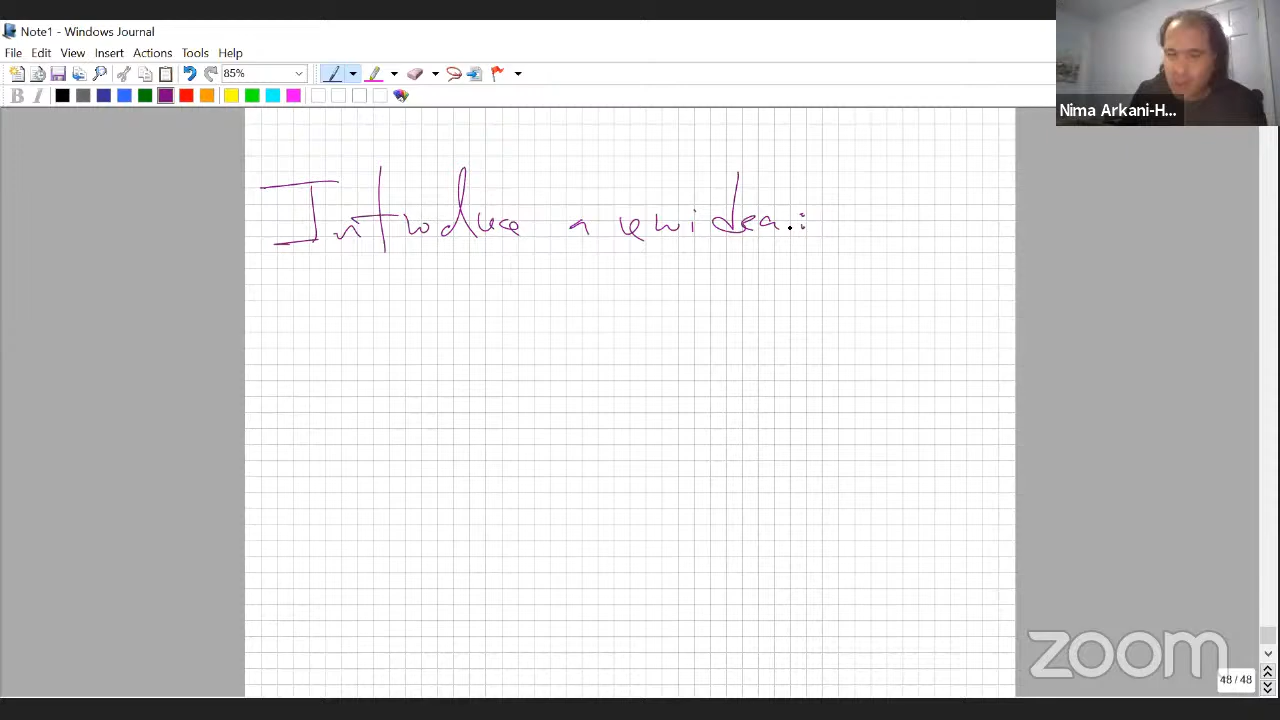 Note1 - Windows Journal
File Edit View Insert Actions Tools Help
85%
B I
Nima Arkani-H...
Introduce a new idea:
zoom
48 / 48